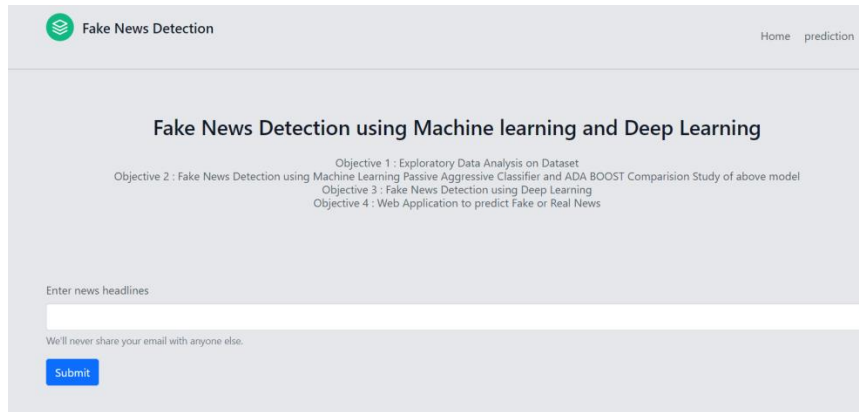 Fake News Detection
Home prediction
Fake News Detection using Machine learning and Deep Learning
Objective 1 : Exploratory Data Analysis on Dataset
Objective 2 : Fake News Detection using Machine Learning Passive Aggressive Classifier and ADA BOOST Comparision Study of above model
Objective 3 : Fake News Detection using Deep Learning
Objective 4 : Web Application to predict Fake or Real News
Enter news headlines
We'll never share your email with anyone else.
Submit